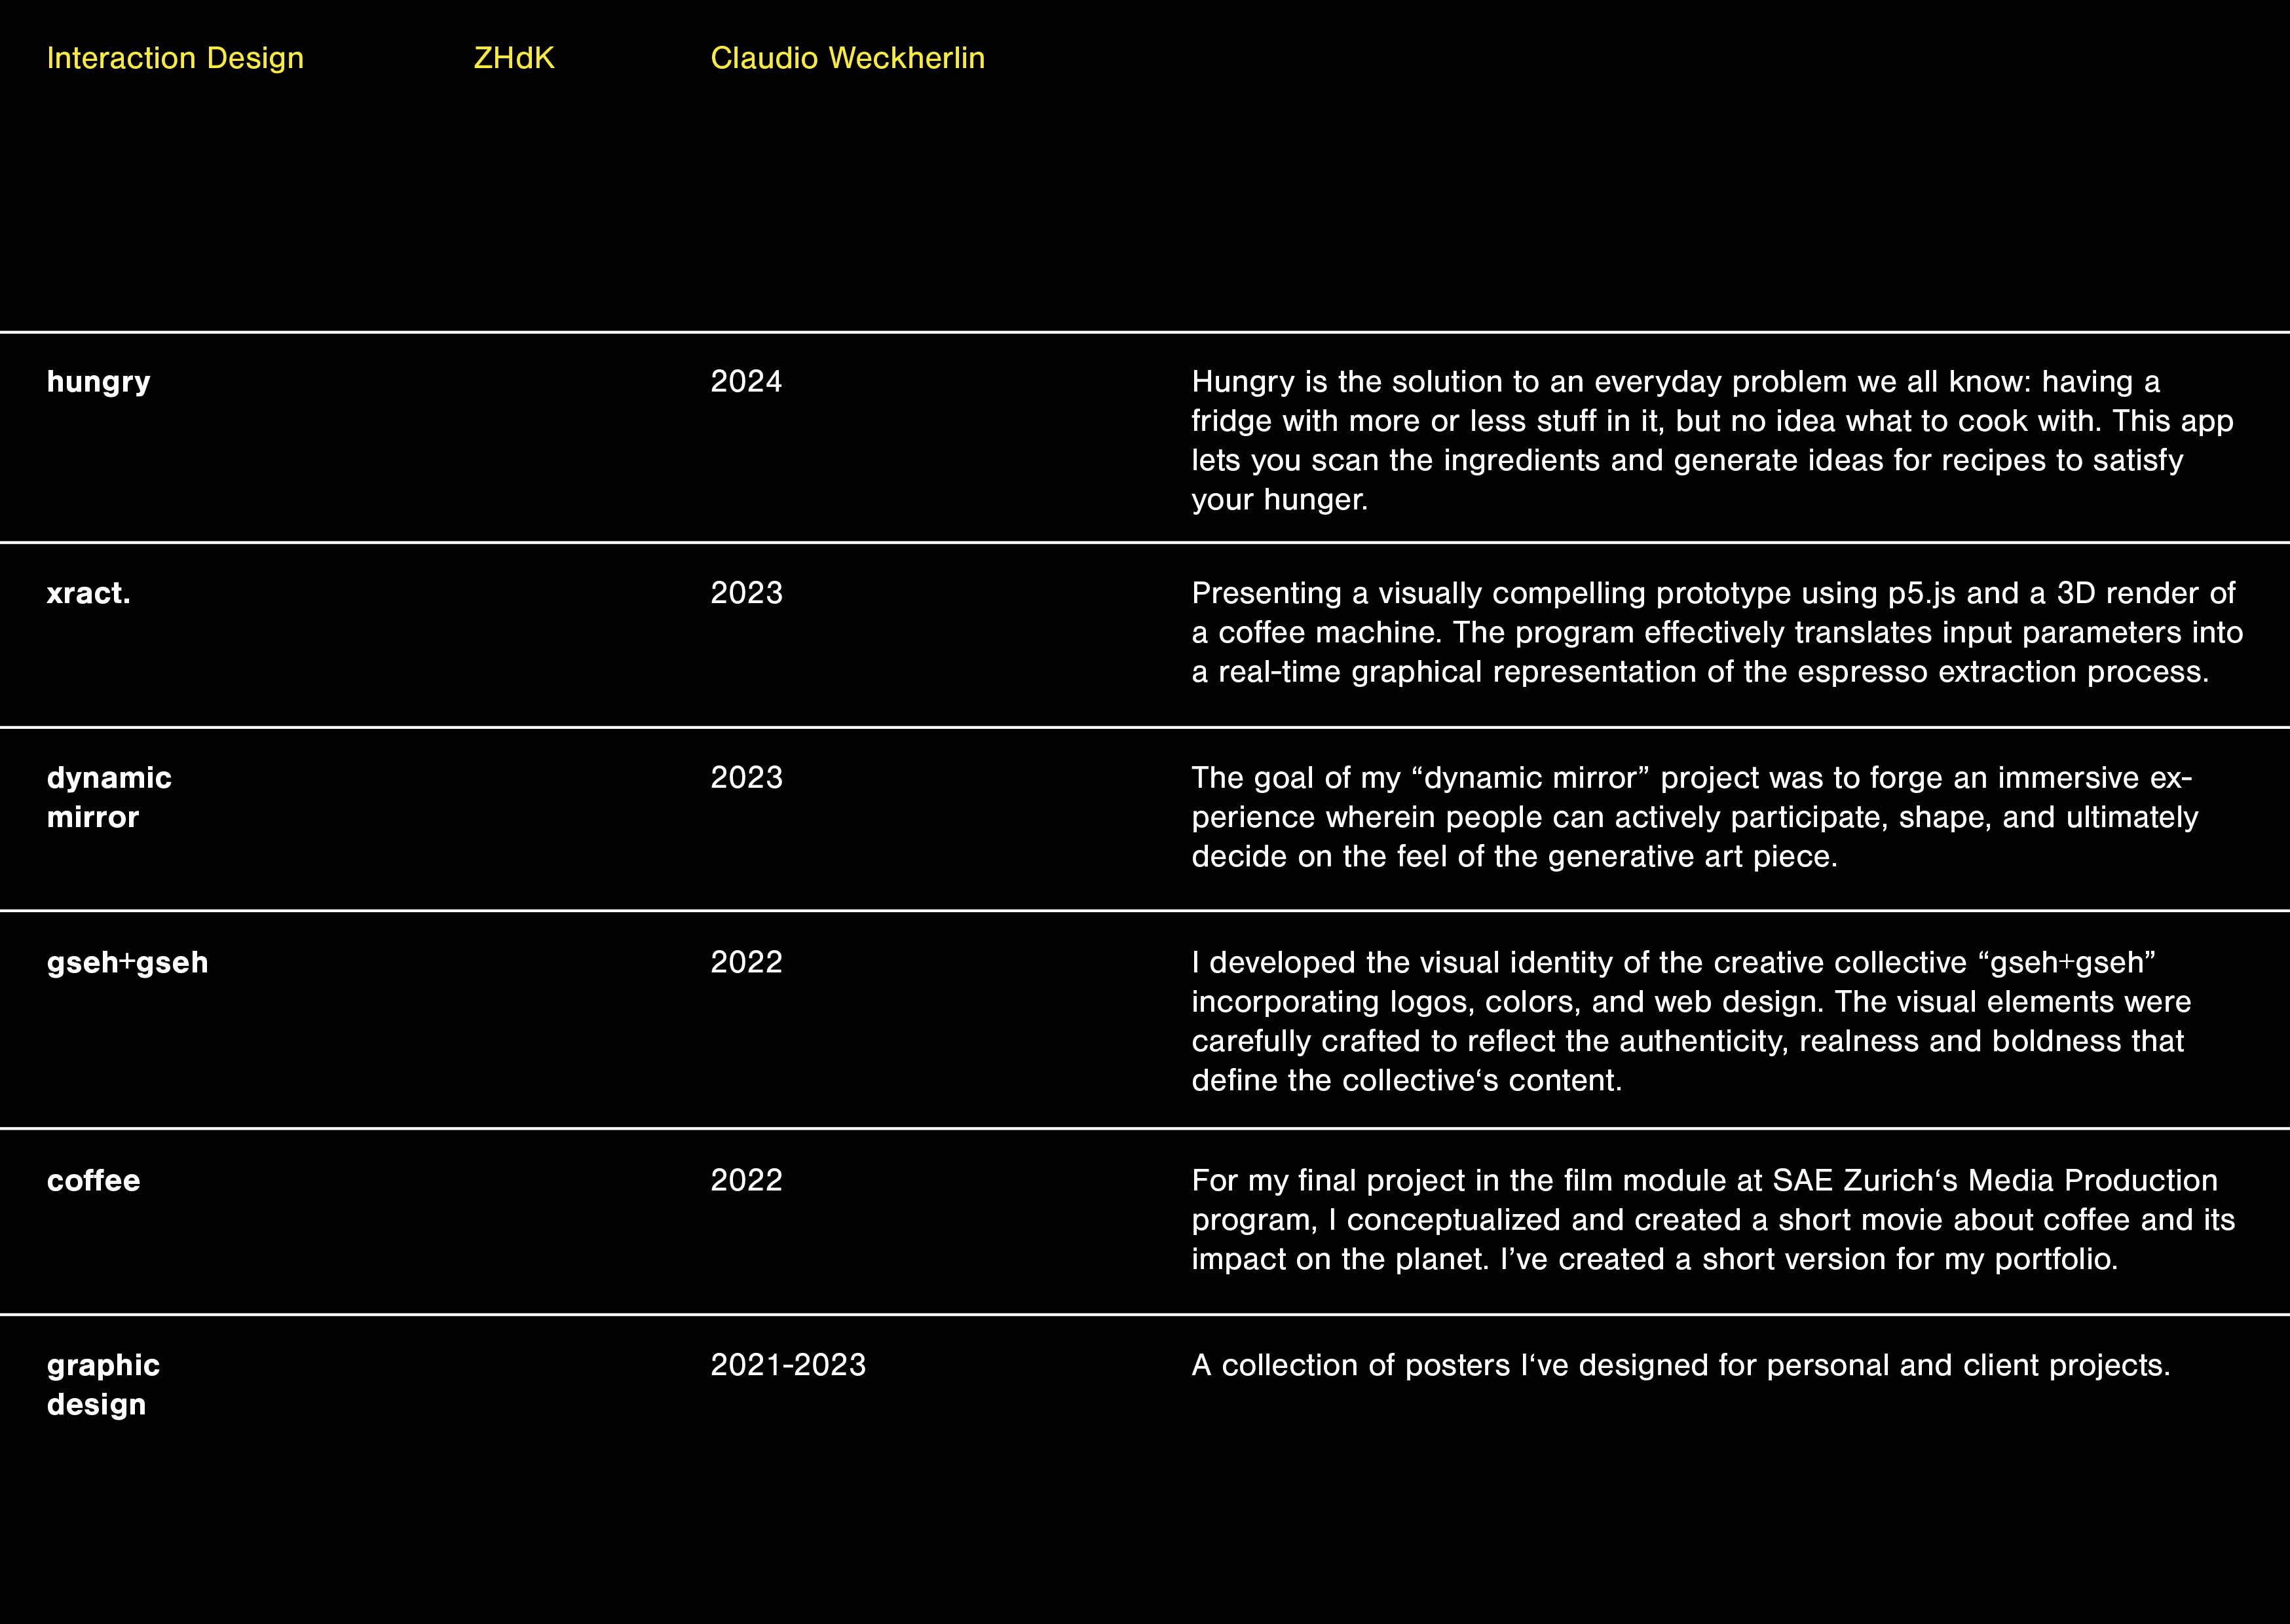 Interaction Design ZHdK Claudio Weckherlin
hungry 2024 Hungry is the solution to an everyday problem we all know: having a
fridge with more or less stuff in it, but no idea what to cook with. This app
lets you scan the ingredients and generate ideas for recipes to satisfy
your hunger.
xract. 2023 Presenting a visually compelling prototype using p5.js and a 3D render of
a coffee machine. The program effectively translates input parameters into
a real-time graphical representation of the espresso extraction process.
dynamic 2023 The goal of my “dynamic mirror” project was to forge an immersive ex-
mirror perience wherein people can actively participate, shape, and ultimately
decide on the feel of the generative art piece.
gseh+gseh 2022 I developed the visual identity of the creative collective “gseh+gseh”
incorporating logos, colors, and web design. The visual elements were
carefully crafted to reflect the authenticity, realness and boldness that
define the collective‘s content.
coffee 2022 For my final project in the film module at SAE Zurich‘s Media Production
program, I conceptualized and created a short movie about coffee and its
impact on the planet. I’ve created a short version for my portfolio.
graphic 2021-2023 A collection of posters I‘ve designed for personal and client projects.
design